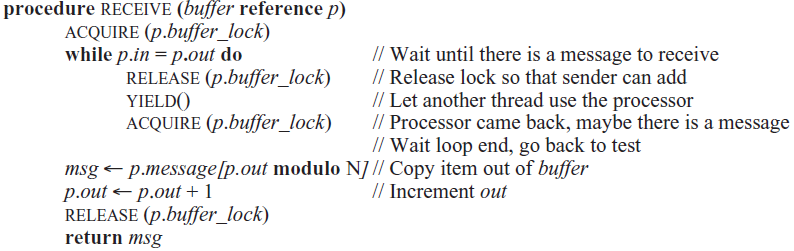 procedure RECEIVE (buffer reference p)
ACQUIRE (p.buffer_lock)
while p.in = p.out do // Wait until there is a message to receive
RELEASE (p.buffer_lock) // Release lock so that sender can add
YIELD() // Let another thread use the processor
ACQUIRE (p.buffer_lock) // Processor came back, maybe there is a message
// Wait loop end, go back to test
msg ← p.message[p.out modulo N] // Copy item out of buffer
p.out ← p.out + 1 // Increment out
RELEASE (p.buffer_lock)
return msg